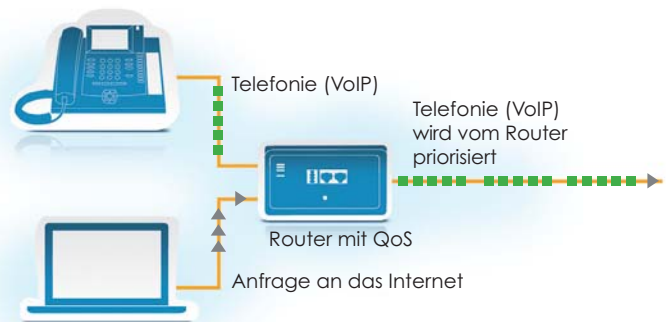 Telefonie (VoIP)
Telefonie (VoIP)
wird vom Router
priorisiert
Router mit QoS
Anfrage an das Internet